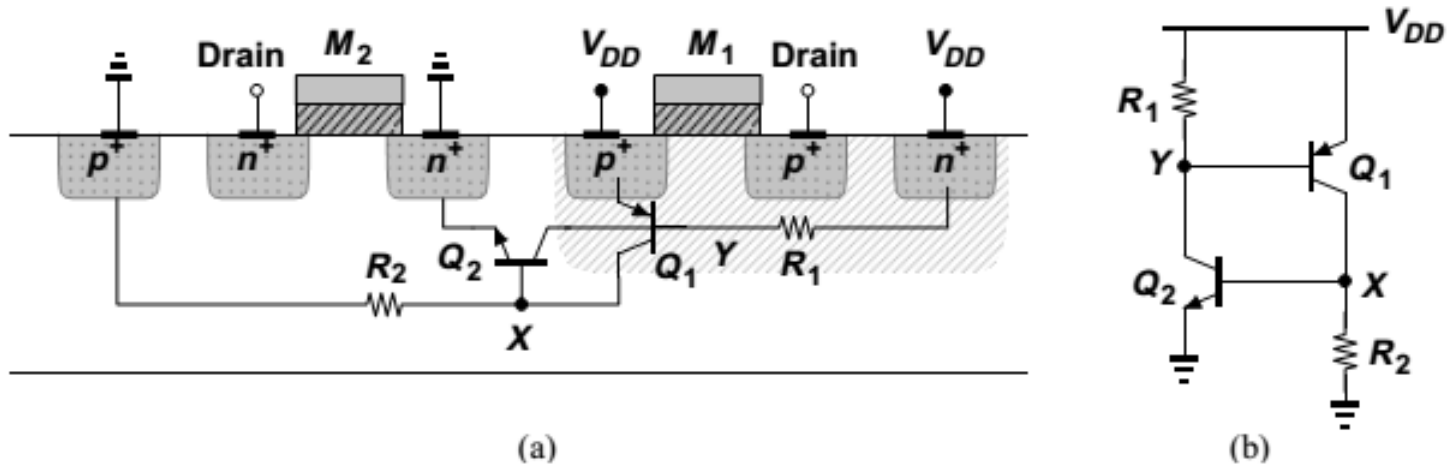 Drain M2 VDD M1 Drain VDD
p+ n+ n+ p+ p+ n+
Q2 Q1 Y R1
R2
X
(a)
VDD
R1
Y Q1
Q2 X
R2
(b)